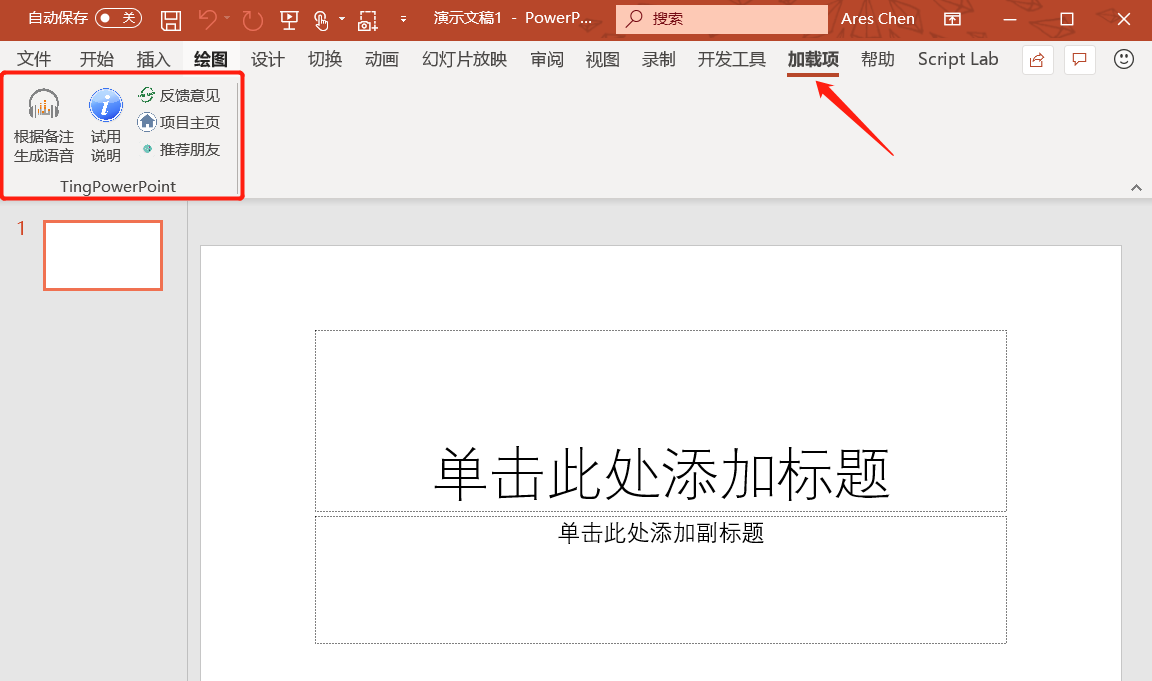 自动保存 关 演示文稿1 - PowerP... 搜索 Ares Chen
文件 开始 插入 绘图 设计 切换 动画 幻灯片放映 审阅 视图 录制 开发工具 加载项 帮助 Script Lab
根据备注
生成语音
试用
说明
反馈意见
项目主页
推荐朋友
TingPowerPoint
1
单击此处添加标题
单击此处添加副标题